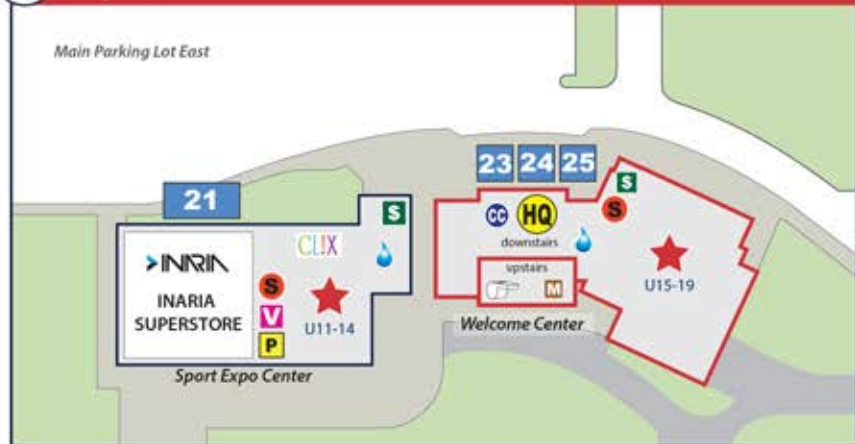 Main Parking Lot East
23 24 25
21
$
$
CC
HQ
S
CL!X
downstairs
INARIA
upstairs
S
U15-19
INARIA
M
SUPERSTORE
V
U11-14
Welcome Center
P
Sport Expo Center